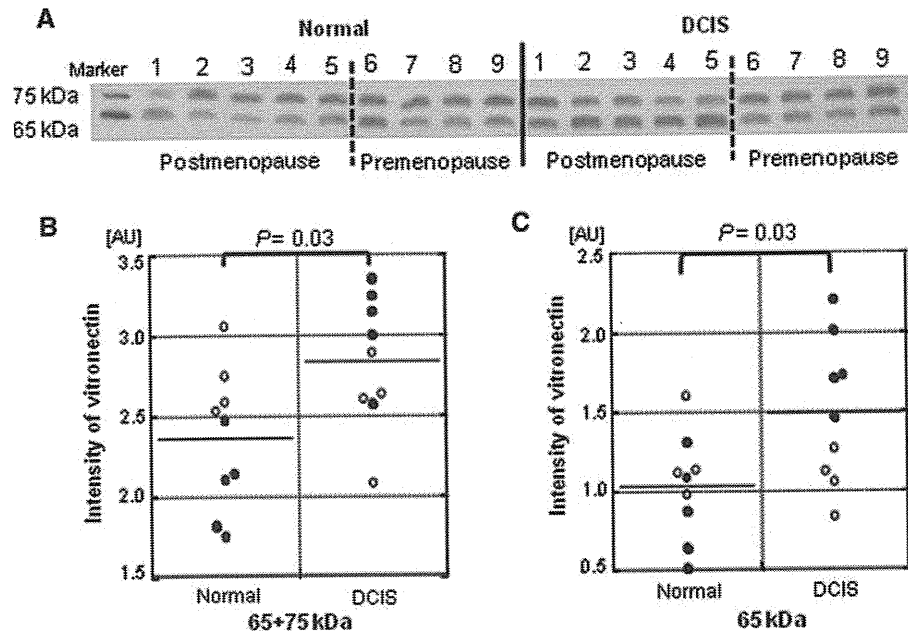 A
Normal DCIS
Marker 1 2 3 4 5 6 7 8 9 1 2 3 4 5 6 7 8 9
75 kDa
65 kDa
Postmenopause Premenopause Postmenopause Premenopause
B
[AU] P= 0.03
3.5
3.0
2.5
2.0
1.5
Intensity of vitronectin
Normal DCIS
65+75 kDa
C
[AU] P= 0.03
2.5
2.0
1.5
1.0
0.5
Intensity of vitronectin
Normal DCIS
65 kDa